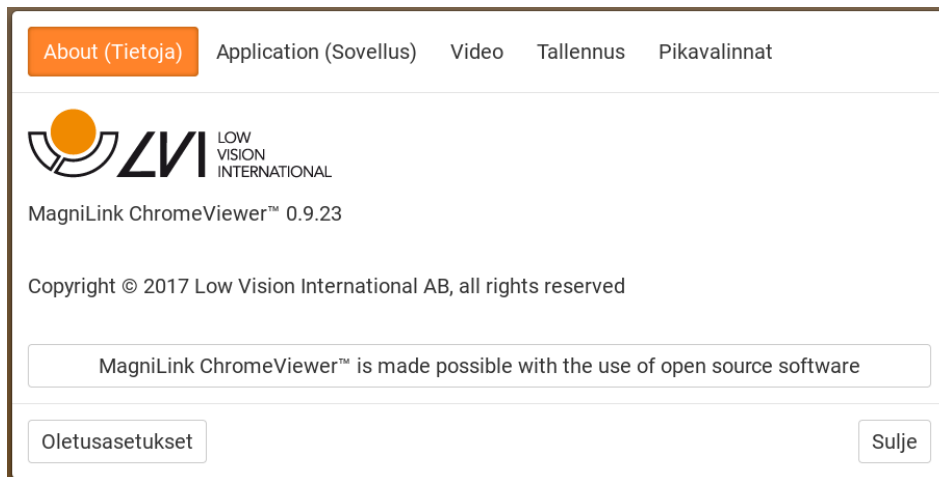 About (Tietoja) Application (Sovellus) Video Tallennus Pikavalinnat
LVI
LOW
VISION
INTERNATIONAL
MagniLink ChromeViewer™ 0.9.23
Copyright © 2017 Low Vision International AB, all rights reserved
MagniLink ChromeViewer™ is made possible with the use of open source software
Oletusasetukset Sulje